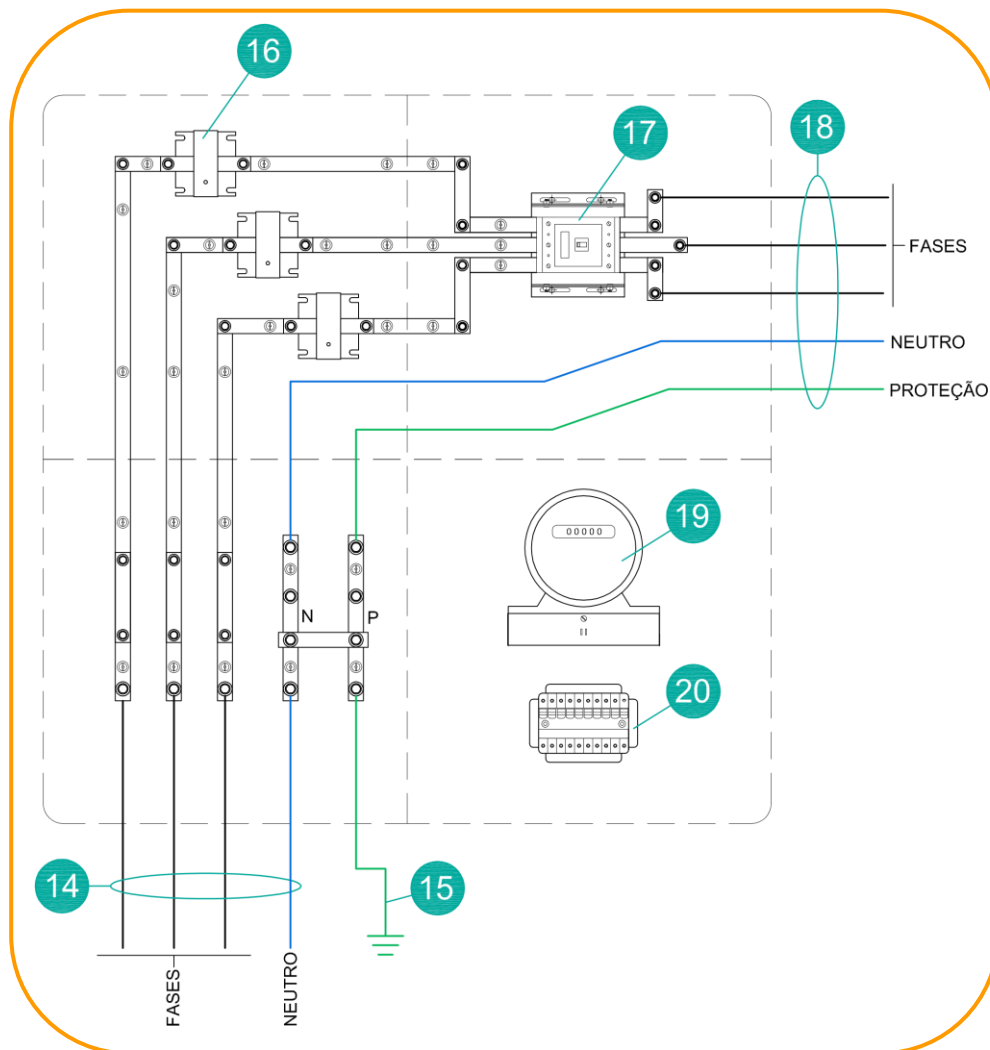 16
17
18
FASES
NEUTRO
PROTEÇÃO
00000
19
N
P
20
14
15
FASES
NEUTRO